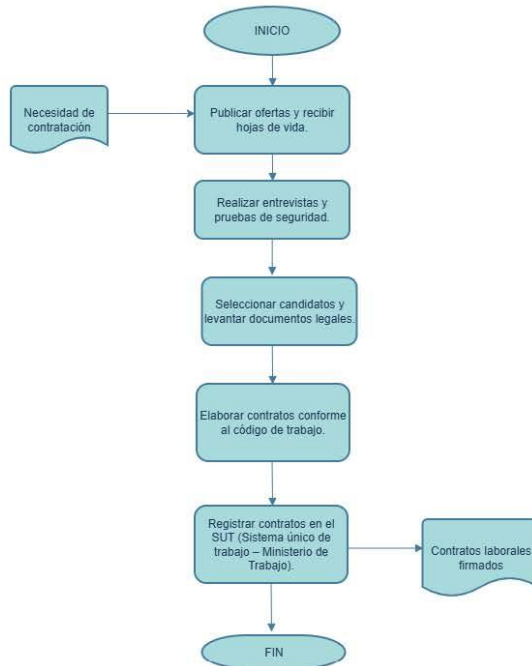 INICIO
Necesidad de
contratación
Publicar ofertas y recibir
hojas de vida.
Realizar entrevistas y
pruebas de seguridad.
Seleccionar candidatos y
levantar documentos legales.
Elaborar contratos conforme
al código de trabajo.
Registrar contratos en el
SUT (Sistema único de
trabajo – Ministerio de
Trabajo).
Contratos laborales
firmados
FIN